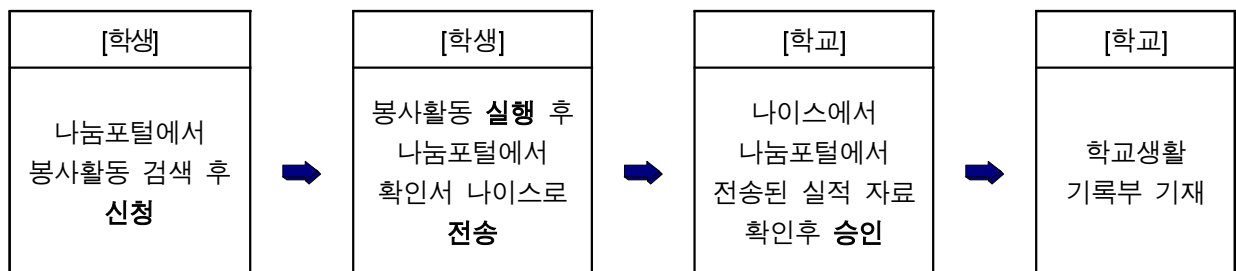 [학생]
나눔포털에서
봉사활동 검색 후
신청
[학생]
봉사활동 실행 후
나눔포털에서
확인서 나이스로
전송
[학교]
나이스에서
나눔포털에서
전송된 실적 자료
확인후 승인
[학교]
학교생활
기록부 기재